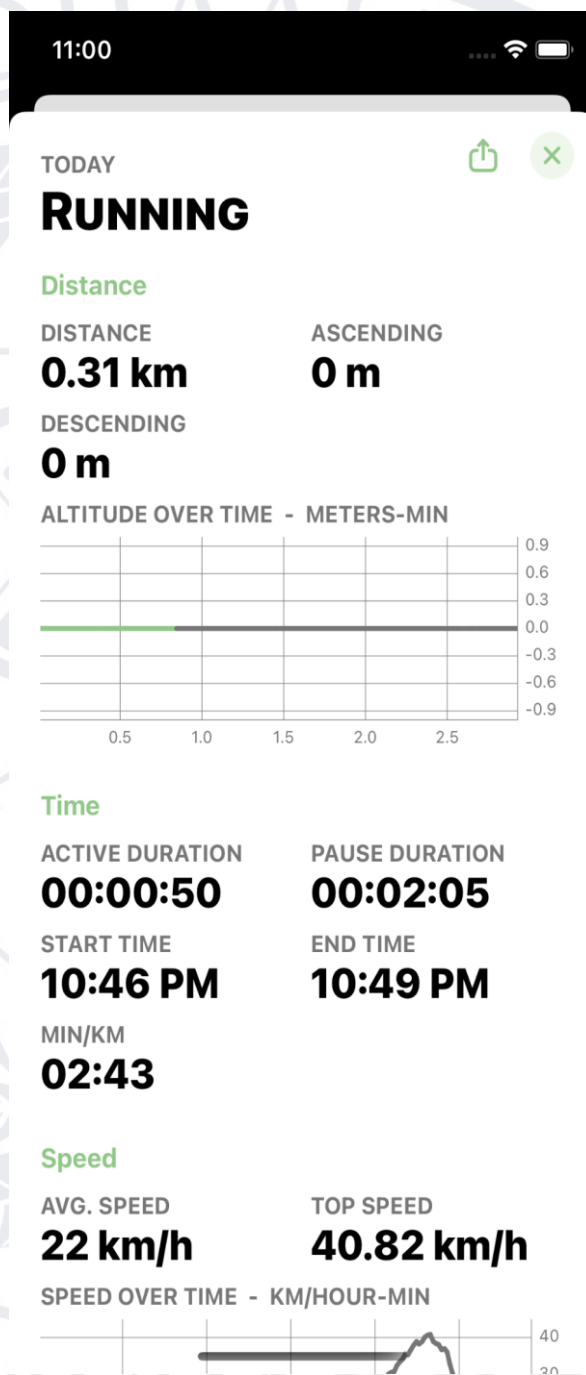 11:00
TODAY
RUNNING
Distance
DISTANCE ASCENDING
0.31 km 0 m
DESCENDING
0 m
ALTITUDE OVER TIME - METERS-MIN
0.9
0.6
0.3
0.0
-0.3
-0.6
-0.9
0.5 1.0 1.5 2.0 2.5
Time
ACTIVE DURATION PAUSE DURATION
00:00:50 00:02:05
START TIME END TIME
10:46 PM 10:49 PM
MIN/KM
02:43
Speed
AVG. SPEED TOP SPEED
22 km/h 40.82 km/h
SPEED OVER TIME - KM/HOUR-MIN
40
30